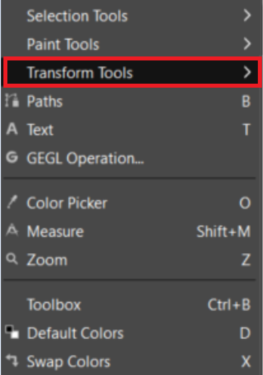 Selection Tools >
Paint Tools >
Transform Tools >
Paths B
Text T
GEGL Operation...
Color Picker O
Measure Shift+M
Zoom Z
Toolbox Ctrl+B
Default Colors D
Swap Colors X